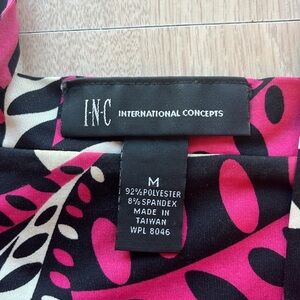 I·N·C INTERNATIONAL CONCEPTS
M
92% POLYESTER
8% SPANDEX
MADE IN
TAIWAN
WPL 8046